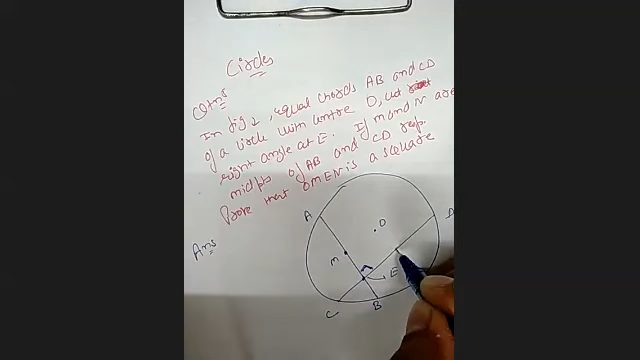 Circles
Qtns
In fig ↓, equal chords AB and CD
of a circle with centre O, cut
right angle at E. If M and N are
midpts of AB and CD resp.
Prove that OMEN is a square
Ans
A
D
O
M
E
C
B